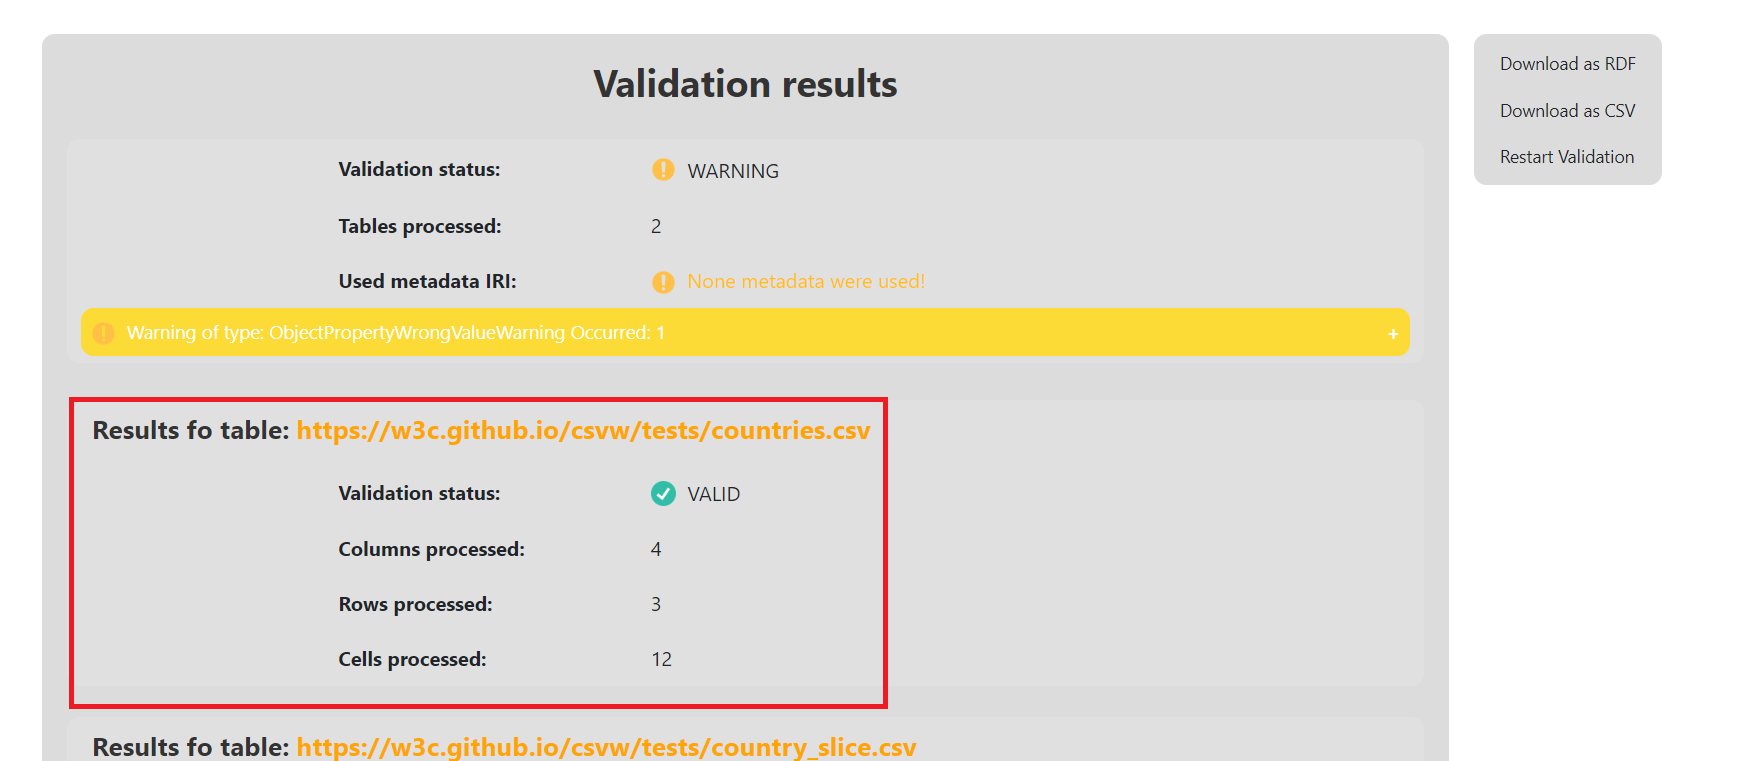 Validation results
Download as RDF
Download as CSV
Restart Validation
Validation status: WARNING
Tables processed: 2
Used metadata IRI: None metadata were used!
Warning of type: ObjectPropertyWrongValueWarning Occurred: 1 +
Results fo table: https://w3c.github.io/csvw/tests/countries.csv
Validation status: VALID
Columns processed: 4
Rows processed: 3
Cells processed: 12
Results fo table: https://w3c.github.io/csvw/tests/country_slice.csv